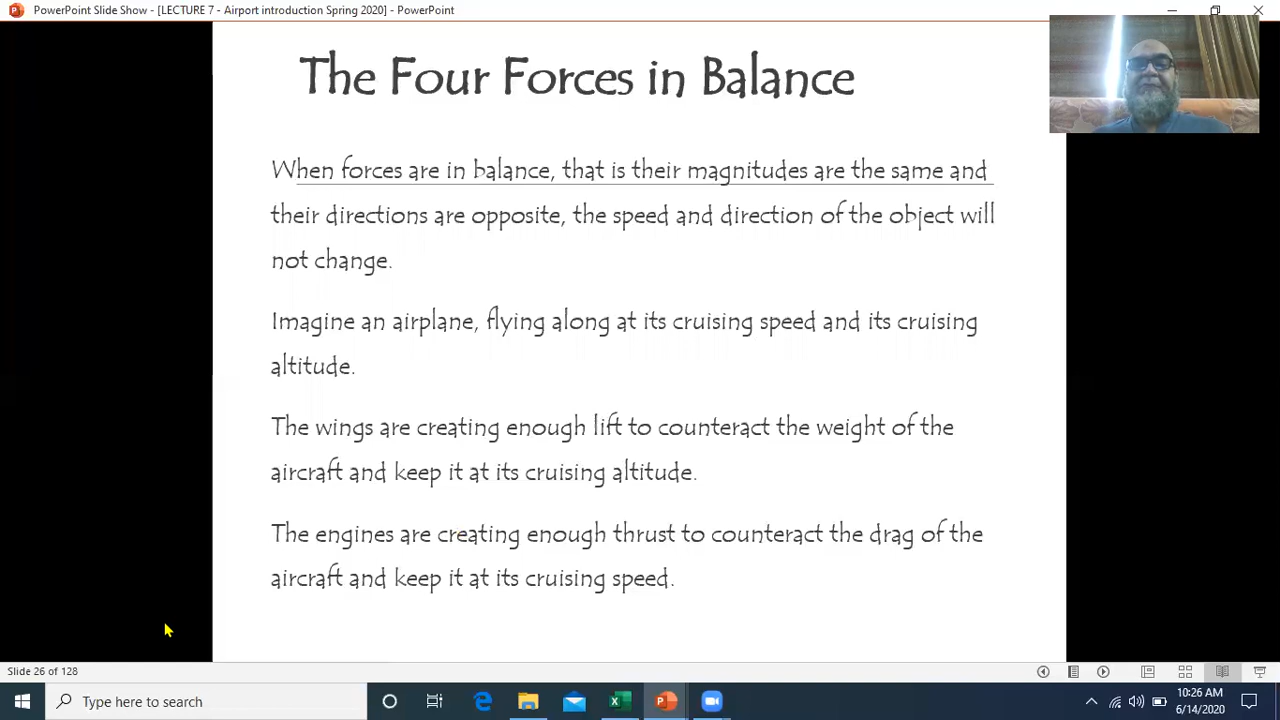 PowerPoint Slide Show - [LECTURE 7 - Airport introduction Spring 2020] - PowerPoint
The Four Forces in Balance
When forces are in balance, that is their magnitudes are the same and
their directions are opposite, the speed and direction of the object will
not change.
Imagine an airplane, flying along at its cruising speed and its cruising
altitude.
The wings are creating enough lift to counteract the weight of the
aircraft and keep it at its cruising altitude.
The engines are creating enough thrust to counteract the drag of the
aircraft and keep it at its cruising speed.
Slide 26 of 128
Type here to search
10:26 AM
6/14/2020